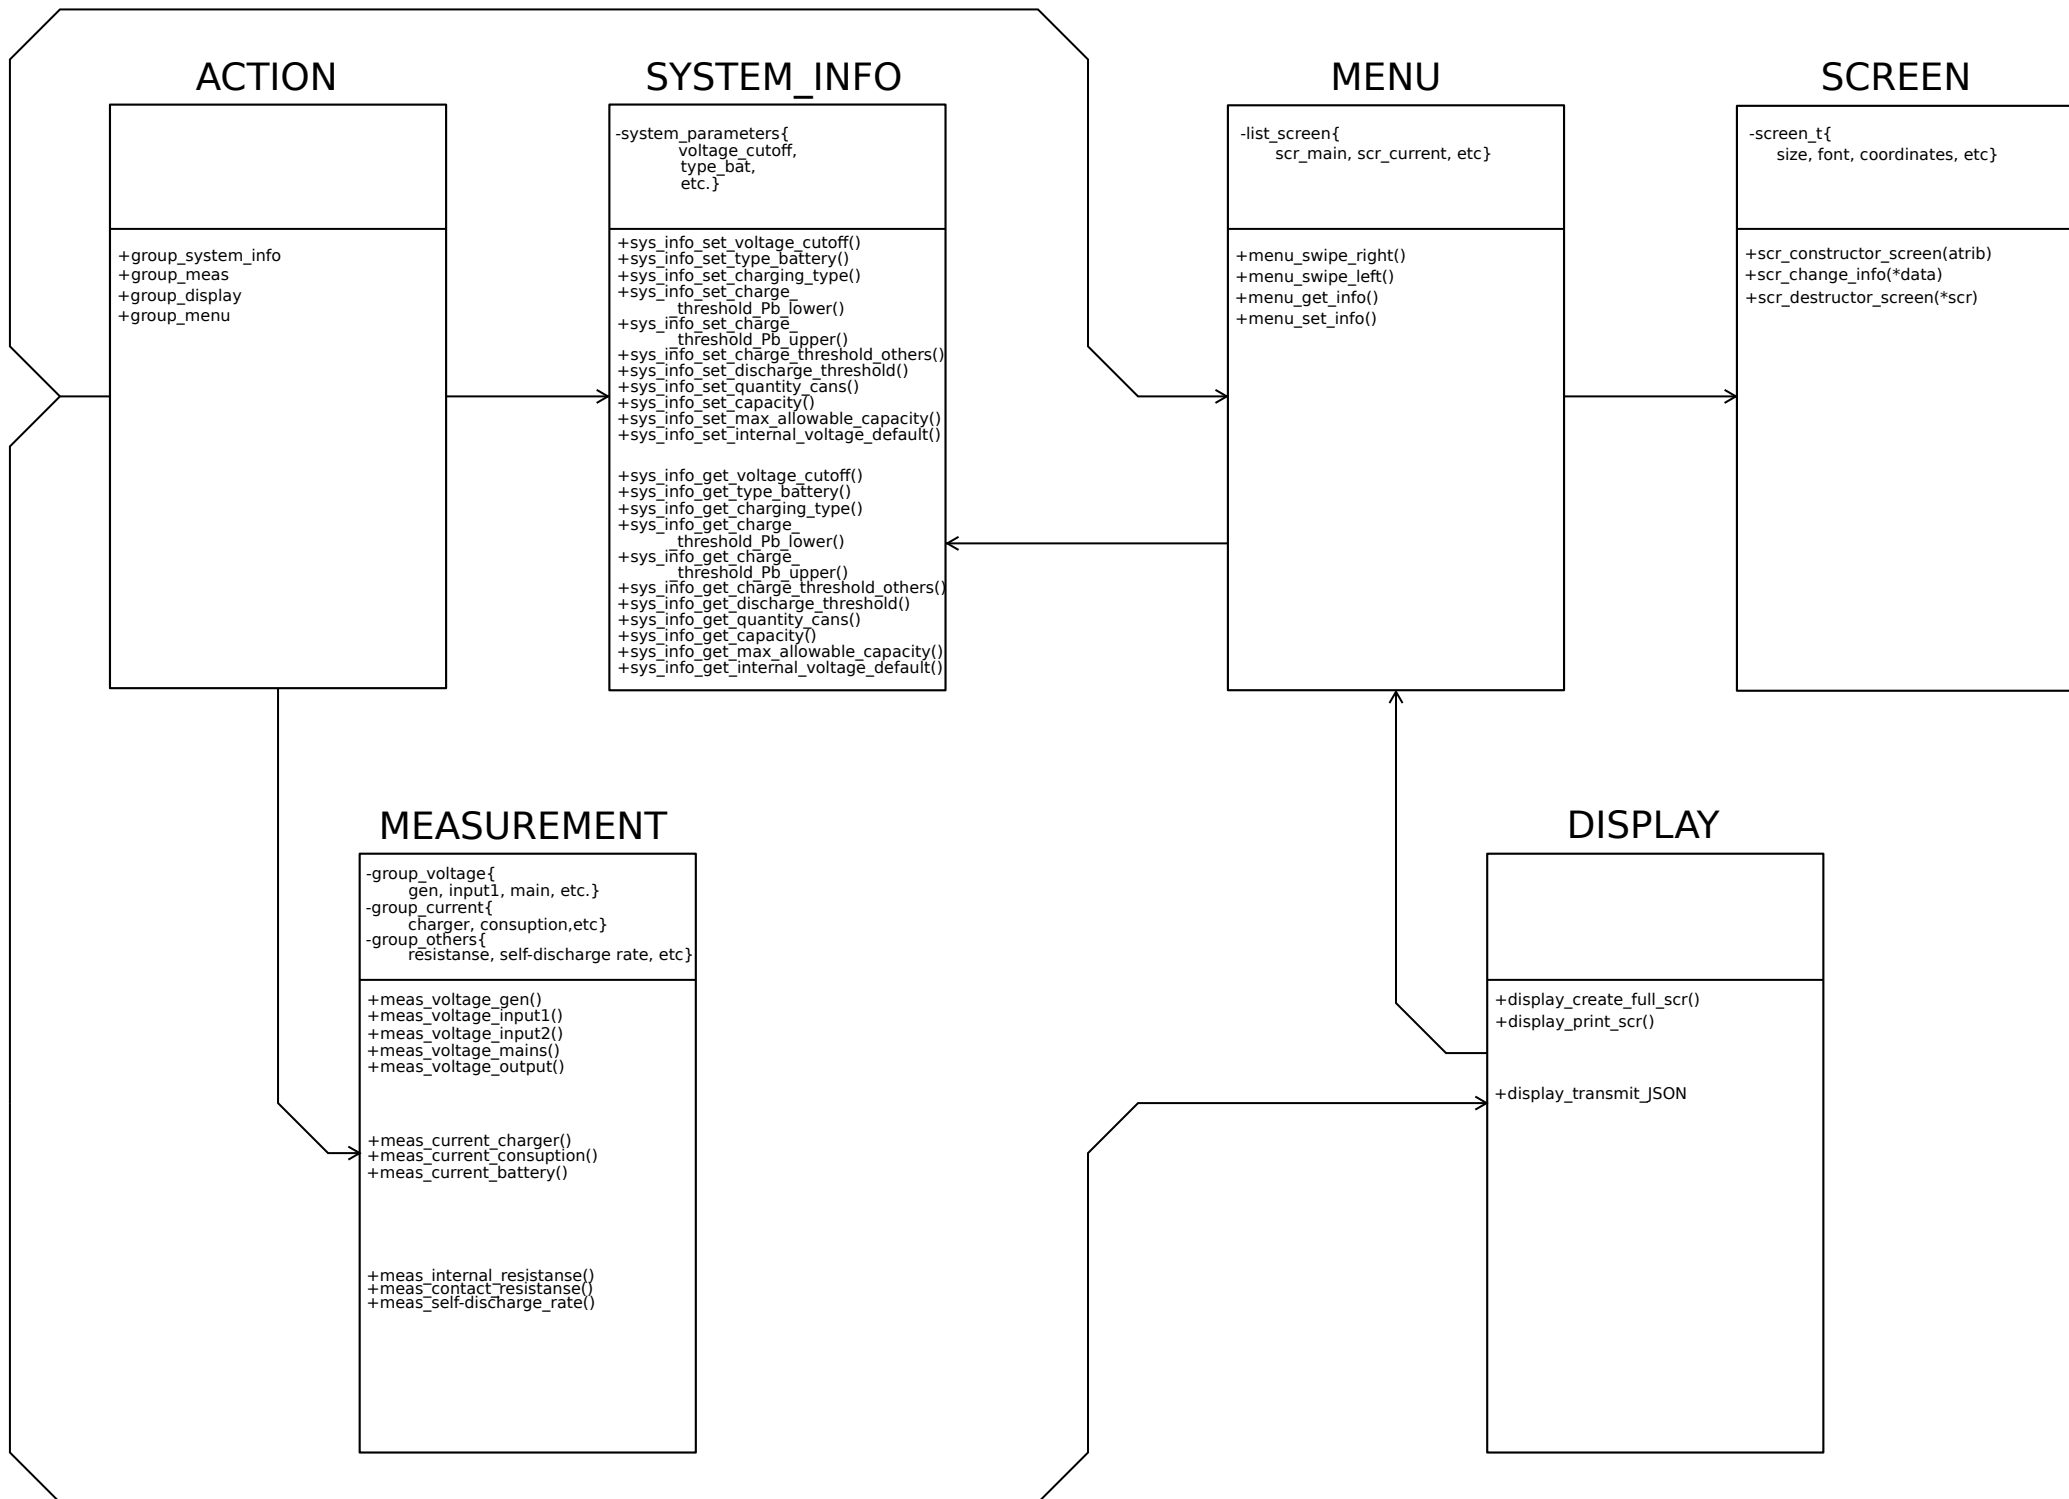 ACTION
+group_system_info
+group_meas
+group_display
+group_menu
SYSTEM_INFO
-system_parameters{
voltage_cutoff,
type_bat,
etc.}
+sys_info_set_voltage_cutoff()
+sys_info_set_type_battery()
+sys_info_set_charging_type()
+sys_info_set_charge_
_threshold_Pb_lower()
+sys_info_set_charge_
_threshold_Pb_upper()
+sys_info_set_charge_threshold_others()
+sys_info_set_discharge_threshold()
+sys_info_set_quantity_cans()
+sys_info_set_capacity()
+sys_info_set_max_allowable_capacity()
+sys_info_set_internal_voltage_default()
+sys_info_get_voltage_cutoff()
+sys_info_get_type_battery()
+sys_info_get_charging_type()
+sys_info_get_charge_
_threshold_Pb_lower()
+sys_info_get_charge_
_threshold_Pb_upper()
+sys_info_get_charge_threshold_others()
+sys_info_get_discharge_threshold()
+sys_info_get_quantity_cans()
+sys_info_get_capacity()
+sys_info_get_max_allowable_capacity()
+sys_info_get_internal_voltage_default()
MENU
-list_screen{
scr_main, scr_current, etc}
+menu_swipe_right()
+menu_swipe_left()
+menu_get_info()
+menu_set_info()
SCREEN
-screen_t{
size, font, coordinates, etc}
+scr_constructor_screen(atrib)
+scr_change_info(*data)
+scr_destructor_screen(*scr)
MEASUREMENT
-group_voltage{
gen, input1, main, etc.}
-group_current{
charger, consuption,etc}
-group_others{
resistanse, self-discharge rate, etc}
+meas_voltage_gen()
+meas_voltage_input1()
+meas_voltage_input2()
+meas_voltage_mains()
+meas_voltage_output()
+meas_current_charger()
+meas_current_consuption()
+meas_current_battery()
+meas_internal_resistanse()
+meas_contact_resistanse()
+meas_self-discharge_rate()
DISPLAY
+display_create_full_scr()
+display_print_scr()
+display_transmit_JSON